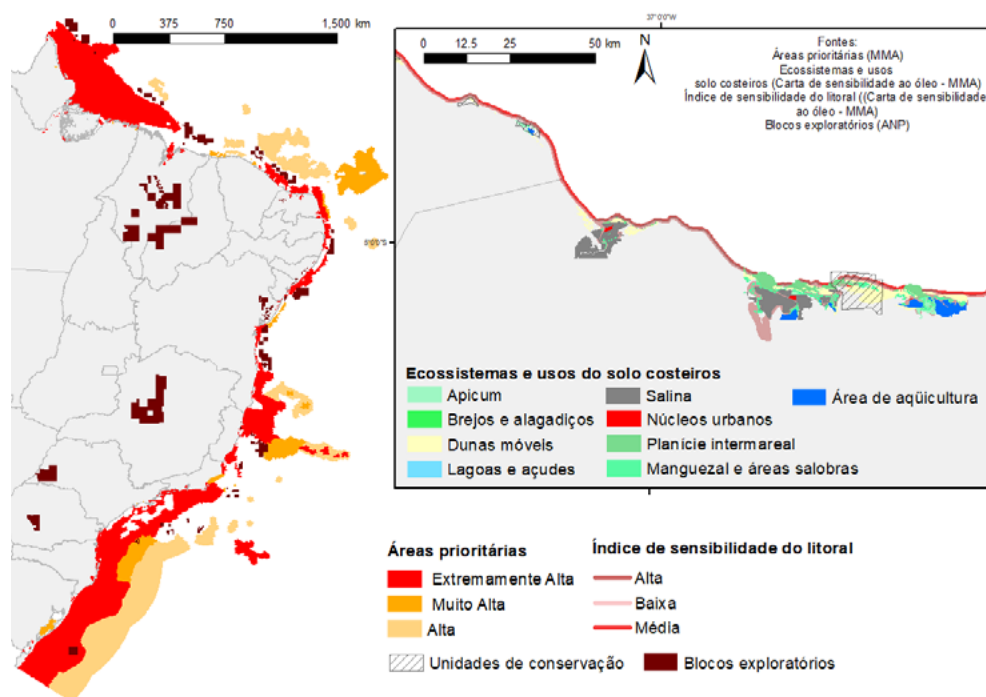 0 375 750 1,500 km
5°0'0"S
37°0'0"W
0 12.5 25 50 km
N
Fontes:
Áreas prioritárias (MMA)
Ecossistemas e usos
solo costeiros (Carta de sensibilidade ao óleo - MMA)
Índice de sensibilidade do litoral ((Carta de sensibilidade
ao óleo - MMA)
Blocos exploratórios (ANP)
Ecossistemas e usos do solo costeiros
Apicum
Brejos e alagadiços
Dunas móveis
Lagoas e açudes
Salina
Núcleos urbanos
Planície intermareal
Manguezal e áreas salobras
Área de aqüicultura
Áreas prioritárias
Extremamente Alta
Muito Alta
Alta
Índice de sensibilidade do litoral
Alta
Baixa
Média
Unidades de conservação
Blocos exploratórios